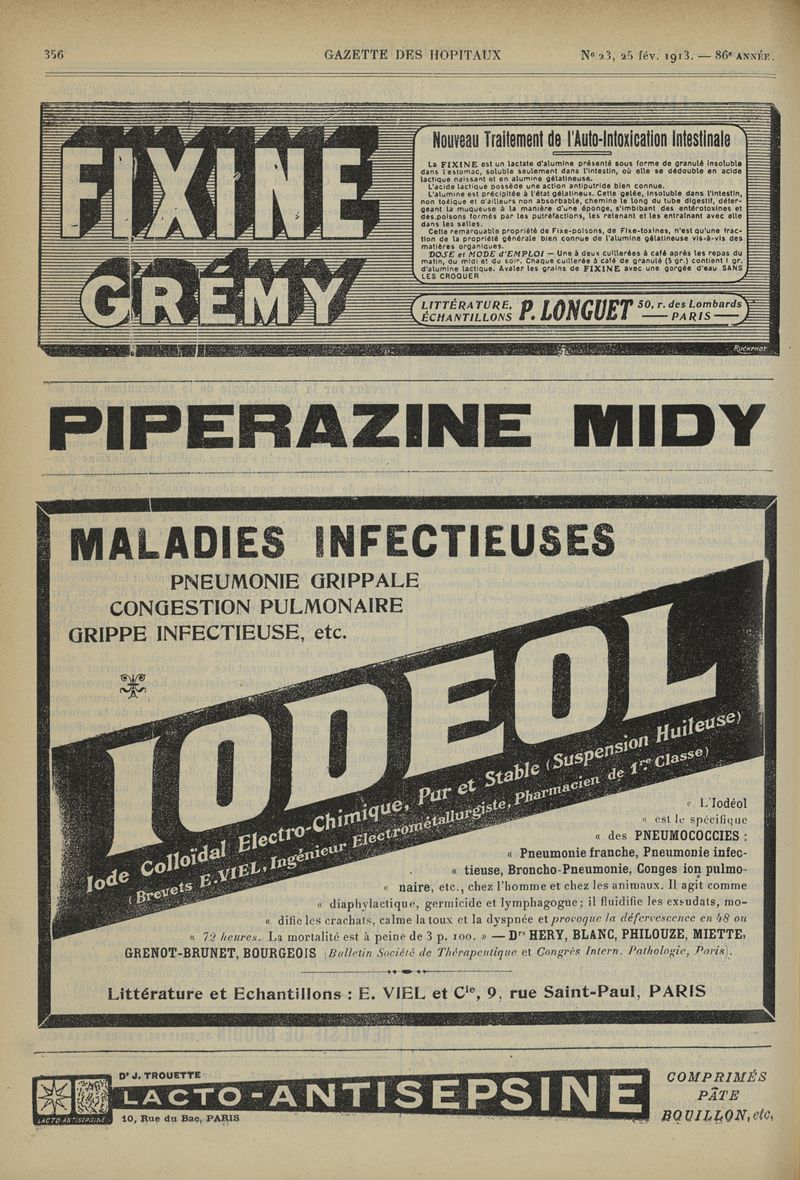 356 GAZETTE DES HOPITAUX N° 23, 25 fév. 1913. — 86e ANNÉE.
FIXINE
GRÉMY
Nouveau Traitement de l'Auto-Intoxication Intestinale
La FIXINE est un lactate d'alumine présenté sous forme de granulé insoluble
dans l'estomac, soluble seulement dans l'intestin, où elle se dédouble en acide
lactique naissant et en alumine gélatineuse.
L'acide lactique possède une action antiputride bien connue.
L'alumine est précipitée à l'état gélatineux. Cette gelée, insoluble dans l'intestin,
non toxique et d'ailleurs non absorbable, chemine le long du tube digestif, déter-
geant la muqueuse à la manière d'une éponge, s'imbibant des entérotoxines et
des poisons formés par les putréfactions, les retenant et les entraînant avec elle
dans les selles.
Cette remarquable propriété de Fixe-poisons, de Fixe-toxines, n'est qu'une frac-
tion de la propriété générale bien connue de l'alumine gélatineuse vis-à-vis des
matières organiques.
DOSE et MODE d'EMPLOI — Une à deux cuillerées à café après les repas du
matin, du midi et du soir. Chaque cuillerée à café de granulé (5 gr.) contient 1 gr.
d'alumine lactique. Avaler les grains de FIXINE avec une gorgée d'eau SANS
LES CROQUER
LITTÉRATURE, ÉCHANTILLONS P. LONGUET 50, r. des Lombards — PARIS —
RUCKPHOT
PIPERAZINE MIDY
MALADIES INFECTIEUSES
PNEUMONIE GRIPPALE
CONGESTION PULMONAIRE
GRIPPE INFECTIEUSE, etc.
IODEOL
Iode Colloïdal Electro-Chimique, Pur et Stable (Suspension Huileuse)
(Brevets E. VIEL, Ingénieur Electrométallurgiste, Pharmacien de 1re Classe)
« L'Iodéol
« est le spécifique
« des PNEUMOCOCCIES :
« Pneumonie franche, Pneumonie infec-
« tieuse, Broncho-Pneumonie, Conges ion pulmo-
« naire, etc., chez l'homme et chez les animaux. Il agit comme
« diaphylactique, germicide et lymphagogue ; il fluidifie les exsudats, mo-
« difie les crachats, calme la toux et la dyspnée et provoque la défervescence en 48 ou
« 72 heures. La mortalité est à peine de 3 p. 100. » — Drs HERY, BLANC, PHILOUZE, MIETTE,
GRENOT-BRUNET, BOURGEOIS (Bulletin Société de Thérapeutique et Congrès Intern. Pathologie, Paris).
Littérature et Echantillons : E. VIEL et Cie, 9, rue Saint-Paul, PARIS
LACTO ANTISEPSINE
Dr J. TROUETTE
LACTO-ANTISEPSINE
10, Rue du Bac, PARIS
COMPRIMÉS
PÂTE
BOUILLON, etc.